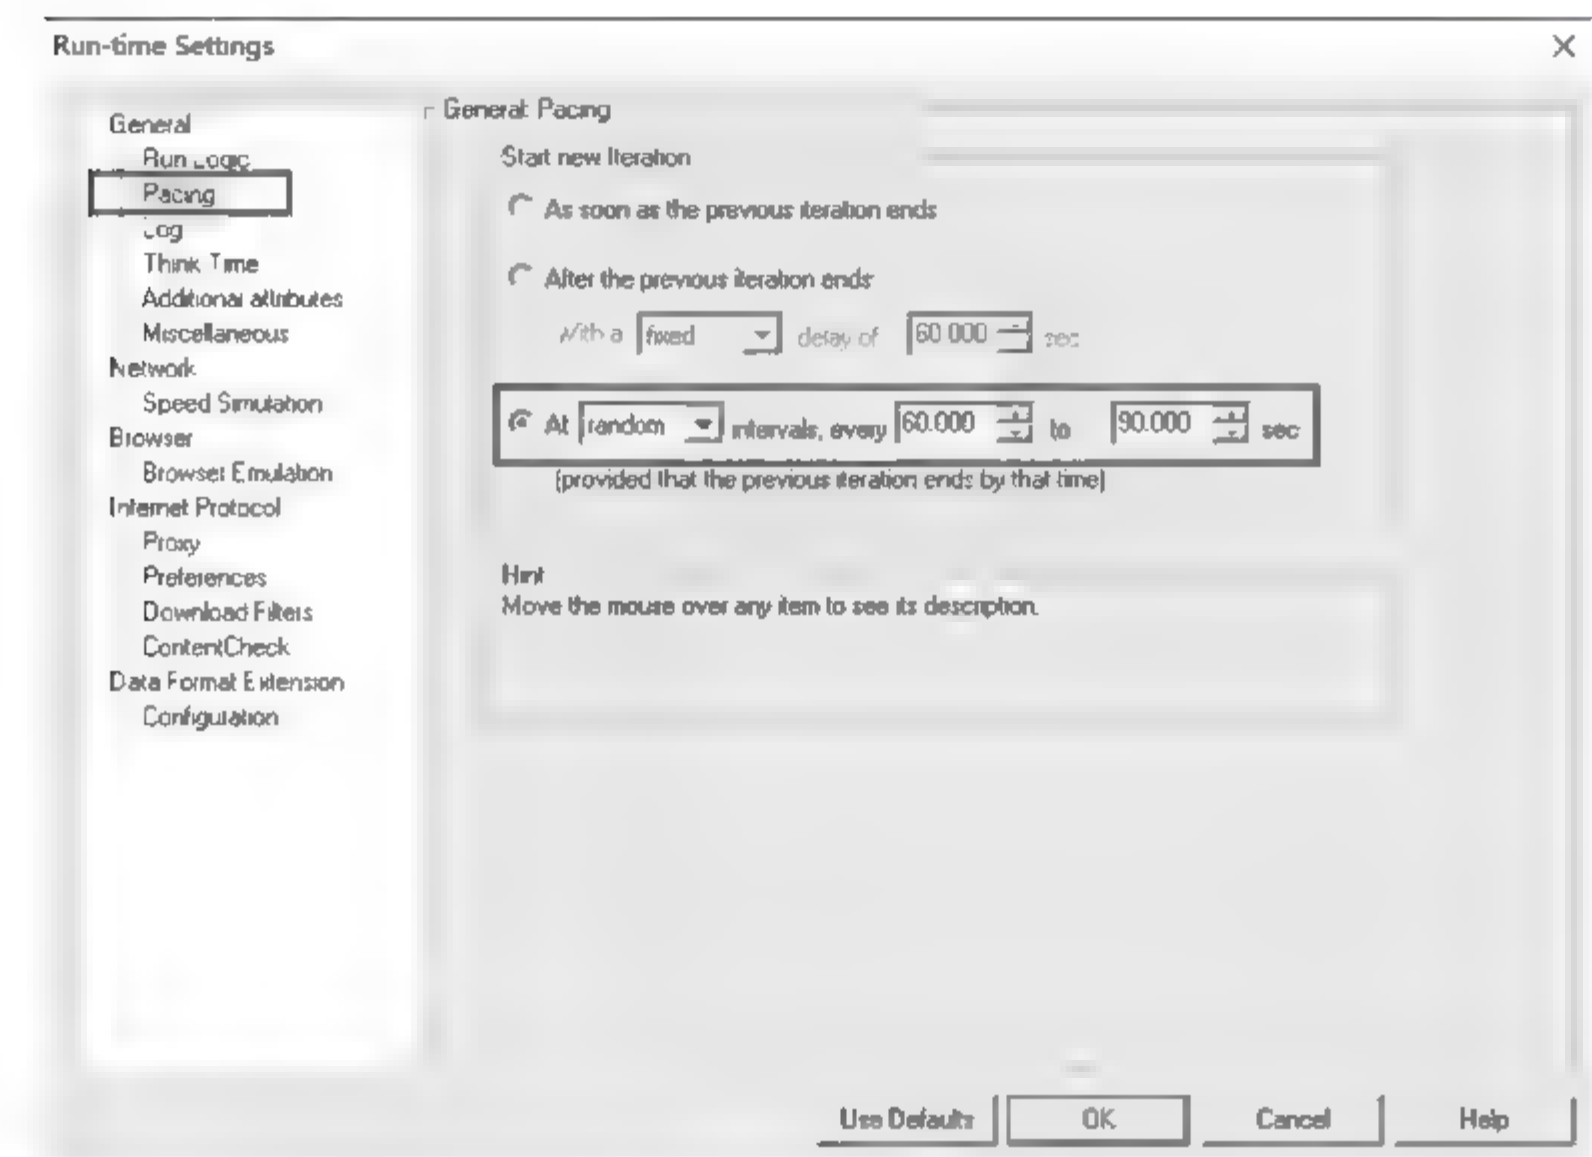 Run-time Settings
General
Run Logic
Pacing
Log
Think Time
Additional attributes
Miscellaneous
Network
Speed Simulation
Browser
Browser Emulation
Internet Protocol
Proxy
Preferences
Download Filters
ContentCheck
Data Format Extension
Configuration
General: Pacing
Start new Iteration
As soon as the previous iteration ends
After the previous iteration ends
With a fixed delay of 60.000 sec
At random intervals, every 60.000 to 90.000 sec
(provided that the previous iteration ends by that time)
Hint
Move the mouse over any item to see its description.
Use Defaults OK Cancel Help